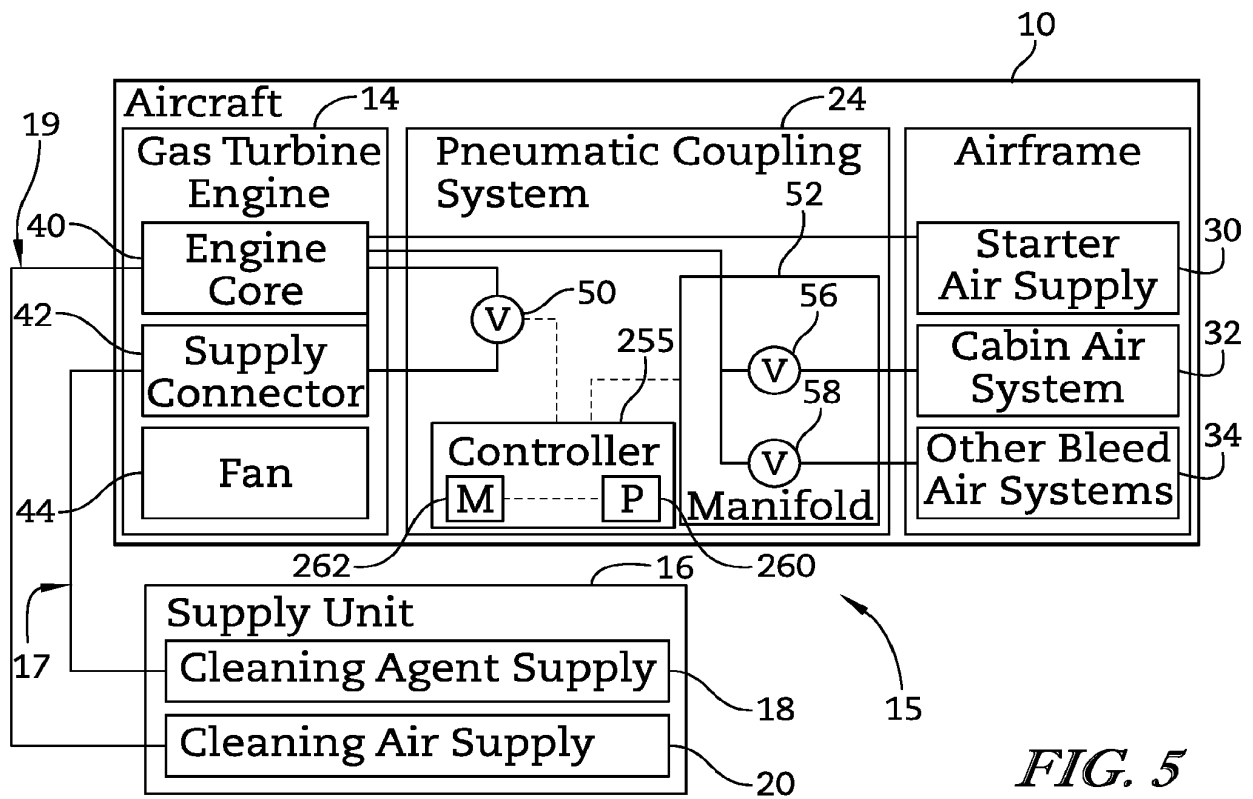 10
Aircraft
14
24
19
Gas Turbine
Engine
Pneumatic Coupling
System
Airframe
52
40
Engine
Core
Starter
Air Supply
30
50
V
56
42
Supply
Connector
255
V
Cabin Air
System
32
58
44
Fan
Controller
M
P
V
Manifold
Other Bleed
Air Systems
34
262
260
16
Supply Unit
17
Cleaning Agent Supply
18
15
Cleaning Air Supply
20
FIG. 5